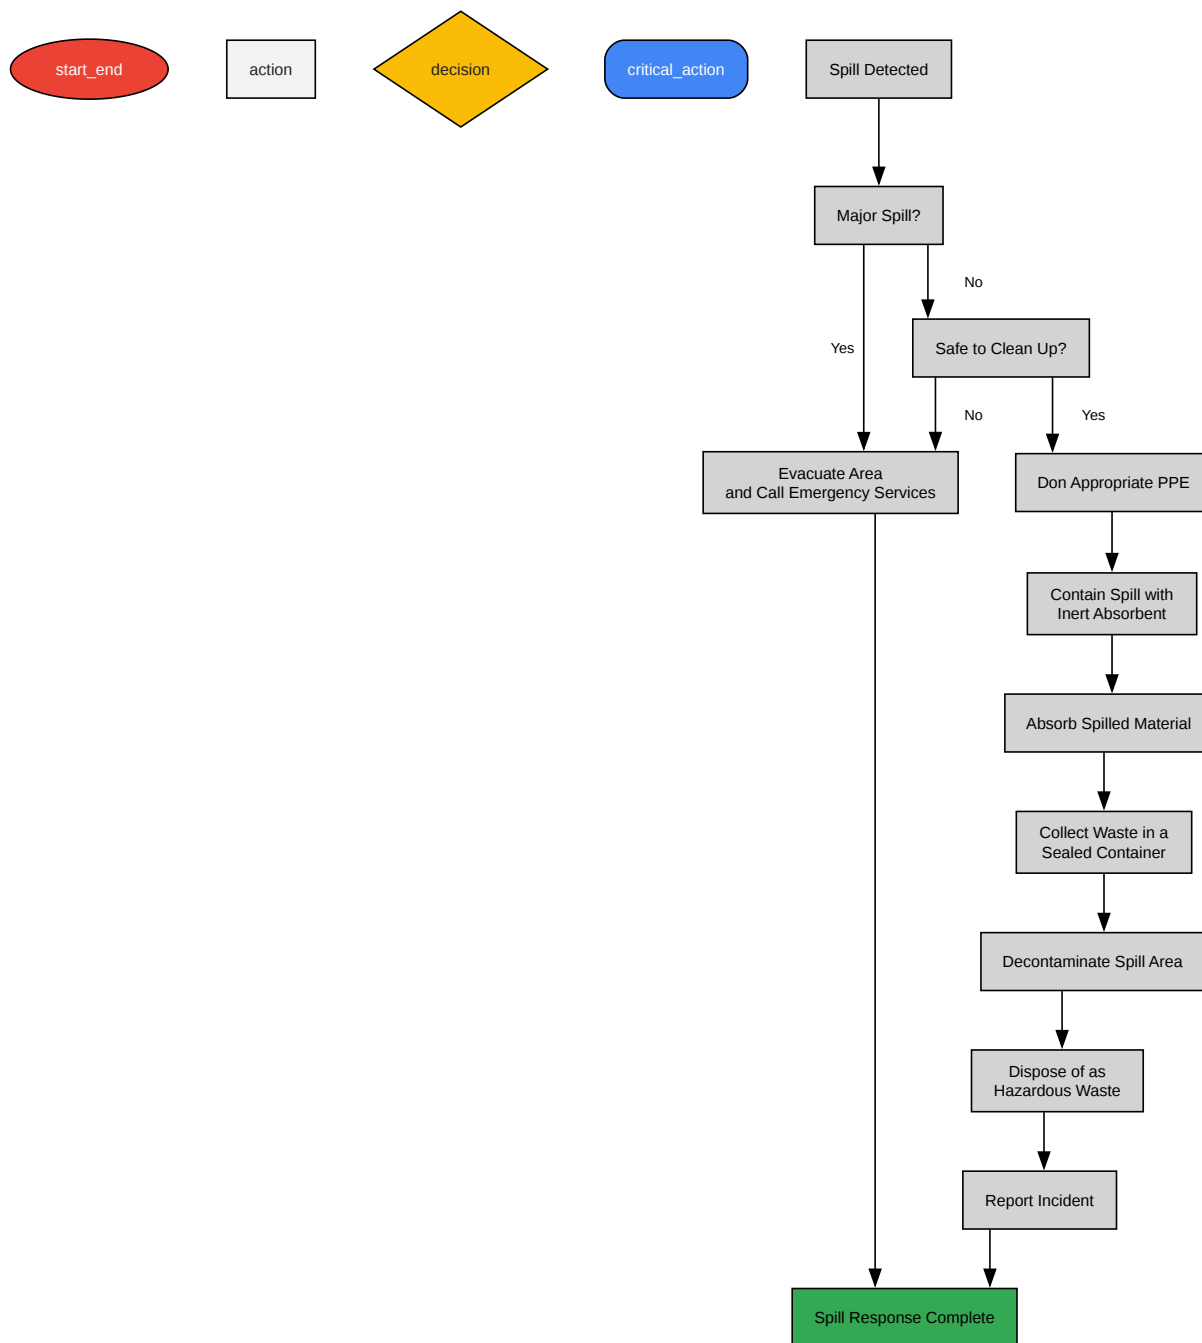 start_end
action
decision
critical_action
Spill Detected
Major Spill?
No
Yes
Safe to Clean Up?
No
Yes
Evacuate Area
and Call Emergency Services
Don Appropriate PPE
Contain Spill with
Inert Absorbent
Absorb Spilled Material
Collect Waste in a
Sealed Container
Decontaminate Spill Area
Dispose of as
Hazardous Waste
Report Incident
Spill Response Complete